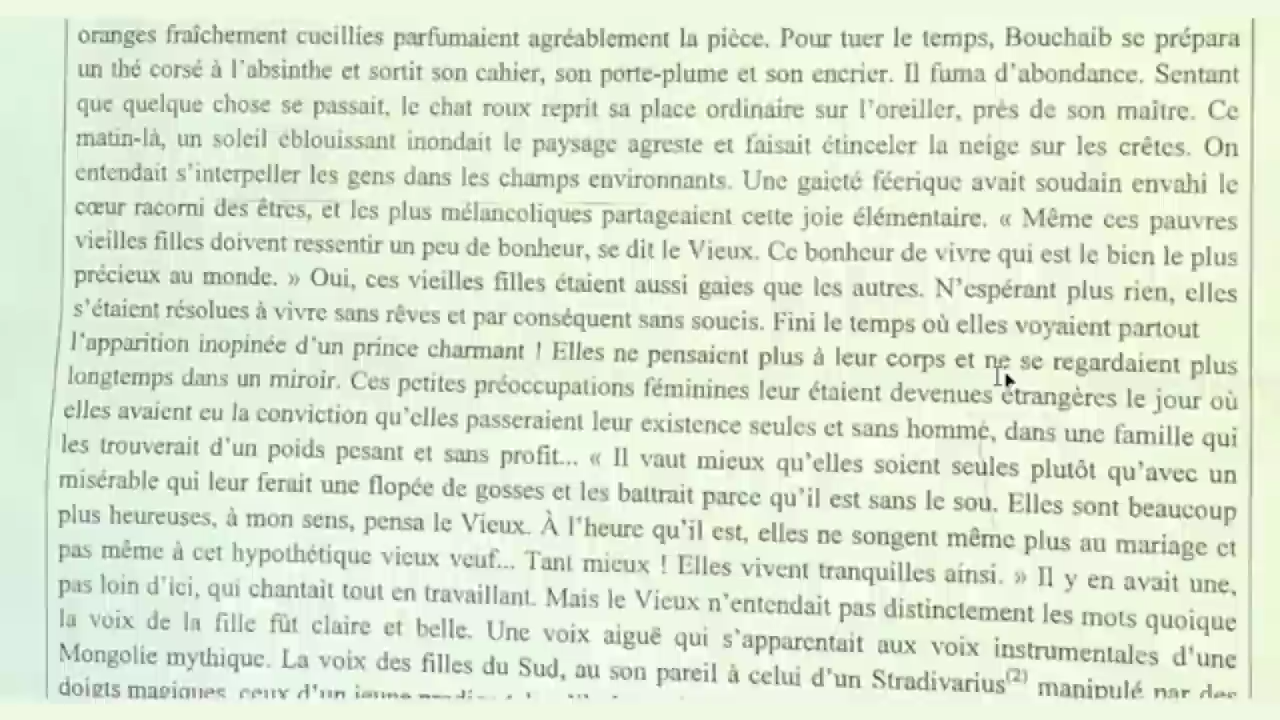 oranges fraîchement cueillies parfumaient agréablement la pièce. Pour tuer le temps, Bouchaib se prépara
un thé corsé à l'absinthe et sortit son cahier, son porte-plume et son encrier. Il fuma d'abondance. Sentant
que quelque chose se passait, le chat roux reprit sa place ordinaire sur l'oreiller, près de son maître. Ce
matin-là, un soleil éblouissant inondait le paysage agreste et faisait étinceler la neige sur les crêtes. On
entendait s'interpeller les gens dans les champs environnants. Une gaieté féerique avait soudain envahi le
cœur racorni des êtres, et les plus mélancoliques partageaient cette joie élémentaire. « Même ces pauvres
vieilles filles doivent ressentir un peu de bonheur, se dit le Vieux. Ce bonheur de vivre qui est le bien le plus
précieux au monde. » Oui, ces vieilles filles étaient aussi gaies que les autres. N'espérant plus rien, elles
s'étaient résolues à vivre sans rêves et par conséquent sans soucis. Fini le temps où elles voyaient partout
l'apparition inopinée d'un prince charmant ! Elles ne pensaient plus à leur corps et ne se regardaient plus
longtemps dans un miroir. Ces petites préoccupations féminines leur étaient devenues étrangères le jour où
elles avaient eu la conviction qu'elles passeraient leur existence seules et sans homme, dans une famille qui
les trouverait d'un poids pesant et sans profit... « Il vaut mieux qu'elles soient seules plutôt qu'avec un
misérable qui leur ferait une flopée de gosses et les battrait parce qu'il est sans le sou. Elles sont beaucoup
plus heureuses, à mon sens, pensa le Vieux. À l'heure qu'il est, elles ne songent même plus au mariage et
pas même à cet hypothétique vieux veuf... Tant mieux ! Elles vivent tranquilles ainsi. » Il y en avait une,
pas loin d'ici, qui chantait tout en travaillant. Mais le Vieux n'entendait pas distinctement les mots quoique
la voix de la fille fût claire et belle. Une voix aiguë qui s'apparentait aux voix instrumentales d'une
Mongolie mythique. La voix des filles du Sud, au son pareil à celui d'un Stradivarius(2) manipulé par des
doigts magiques, ceux d'un jeune